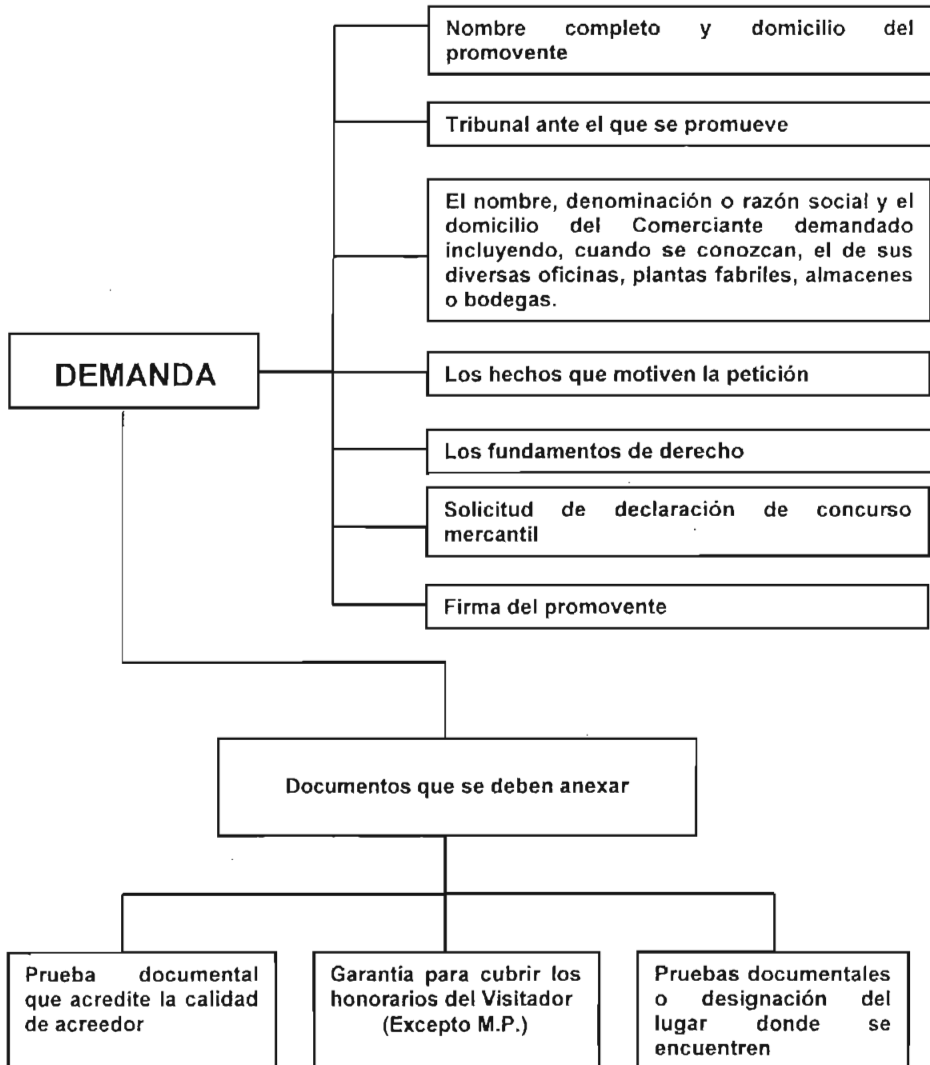 Nombre completo y domicilio del
promovente
Tribunal ante el que se promueve
El nombre, denominación o razón social y el
domicilio del Comerciante demandado
incluyendo, cuando se conozcan, el de sus
diversas oficinas, plantas fabriles, almacenes
o bodegas.
DEMANDA
Los hechos que motiven la petición
Los fundamentos de derecho
Solicitud de declaración de concurso
mercantil
Firma del promovente
Documentos que se deben anexar
Prueba documental
que acredite la calidad
de acreedor
Garantía para cubrir los
honorarios del Visitador
(Excepto M.P.)
Pruebas documentales
o designación del
lugar donde se
encuentren